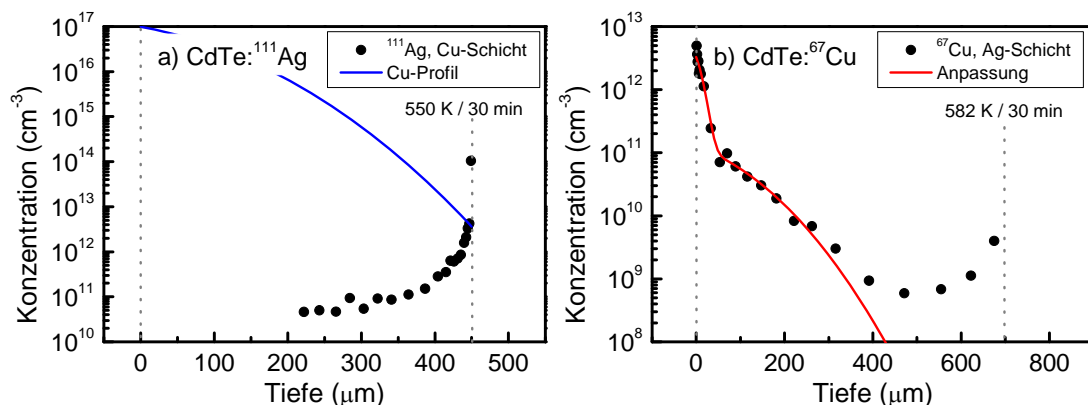 a) CdTe:¹¹¹Ag
¹¹¹Ag, Cu-Schicht
Cu-Profil
550 K / 30 min
Konzentration (cm⁻³)
10¹⁷
10¹⁶
10¹⁵
10¹⁴
10¹³
10¹²
10¹¹
10¹⁰
0 100 200 300 400 500
Tiefe (μm)
b) CdTe:⁶⁷Cu
⁶⁷Cu, Ag-Schicht
Anpassung
582 K / 30 min
Konzentration (cm⁻³)
10¹³
10¹²
10¹¹
10¹⁰
10⁹
10⁸
0 200 400 600 800
Tiefe (μm)